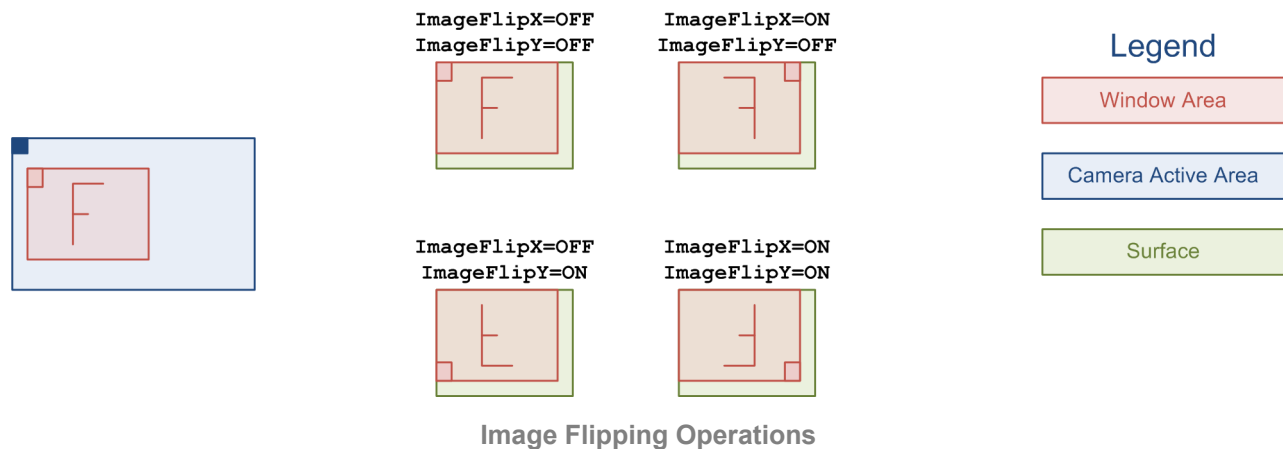 ImageFlipX=OFF
ImageFlipY=OFF
ImageFlipX=ON
ImageFlipY=OFF
Legend
Window Area
Camera Active Area
Surface
F
F
F
ImageFlipX=OFF
ImageFlipY=ON
ImageFlipX=ON
ImageFlipY=ON
F
F
Image Flipping Operations